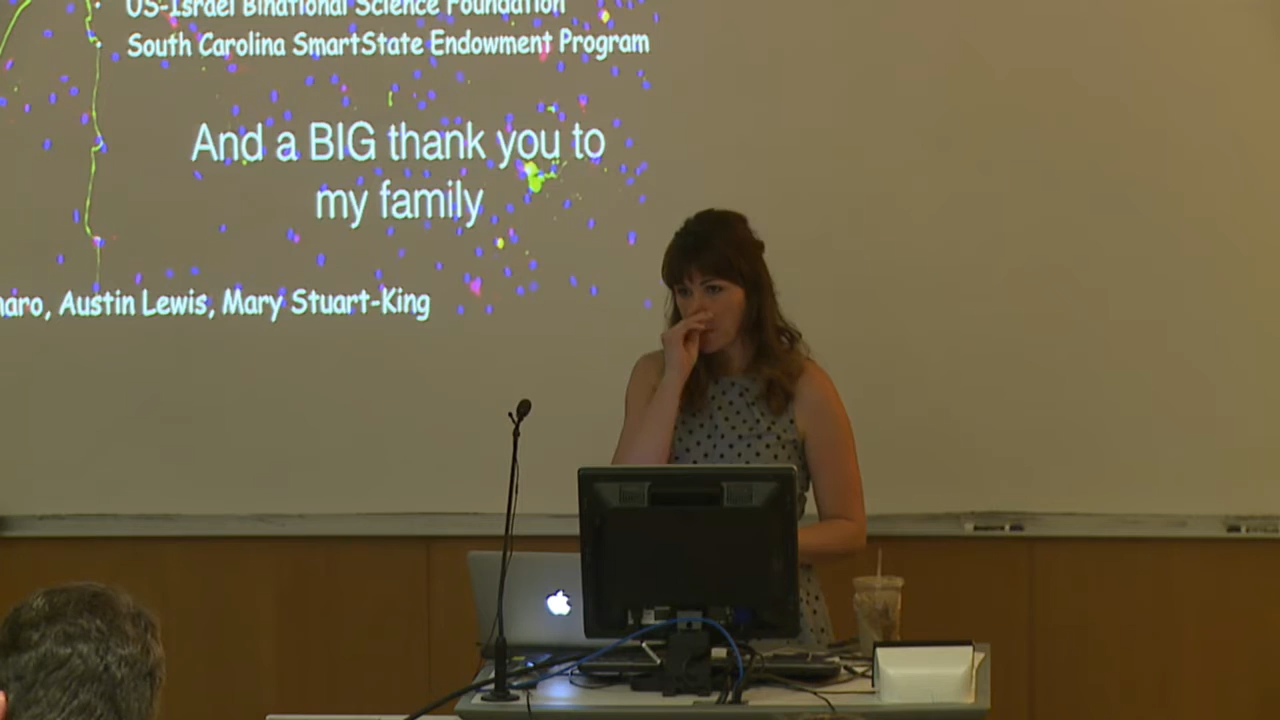 US-Israel Binational Science Foundation
South Carolina SmartState Endowment Program
And a BIG thank you to
my family
Austin Lewis, Mary Stuart-King